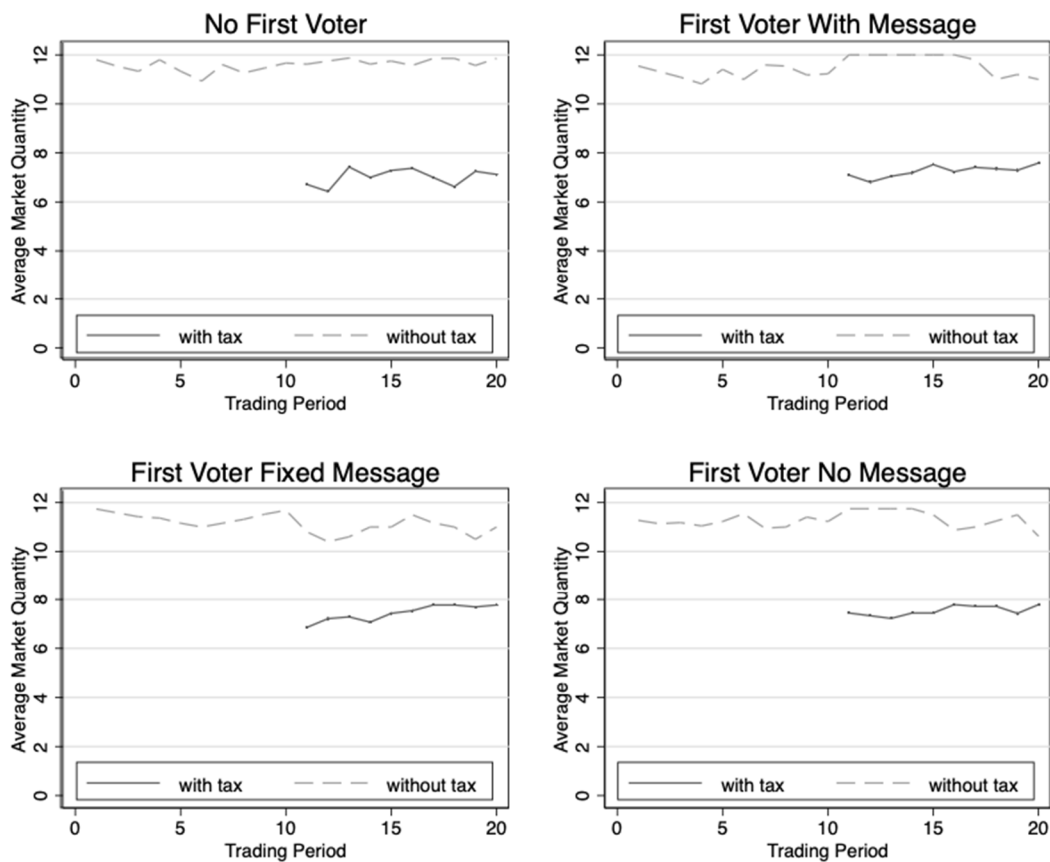 No First Voter
First Voter With Message
Average Market Quantity
12
10
8
6
4
2
0
with tax
without tax
0
5
10
15
20
Trading Period
Average Market Quantity
12
10
8
6
4
2
0
with tax
without tax
0
5
10
15
20
Trading Period
First Voter Fixed Message
First Voter No Message
Average Market Quantity
12
10
8
6
4
2
0
with tax
without tax
0
5
10
15
20
Trading Period
Average Market Quantity
12
10
8
6
4
2
0
with tax
without tax
0
5
10
15
20
Trading Period